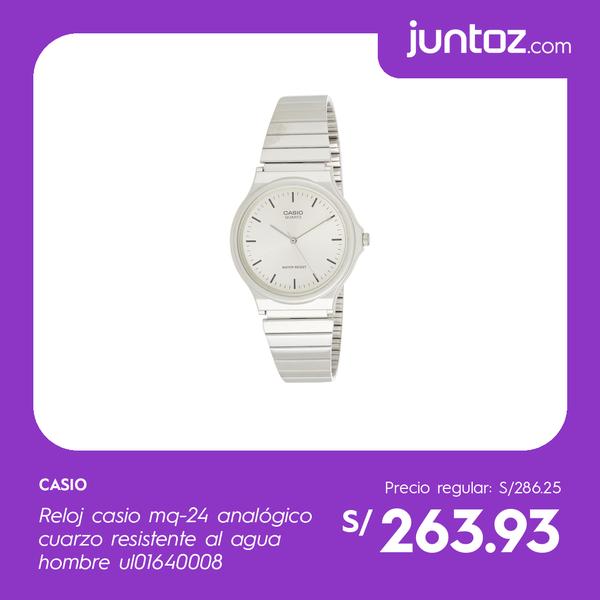 juntoz.com
CASIO
QUARTZ
WATER RESIST
CASIO
Reloj casio mq-24 analógico
cuarzo resistente al agua
hombre ul01640008
Precio regular: S/286.25
S/ 263.93